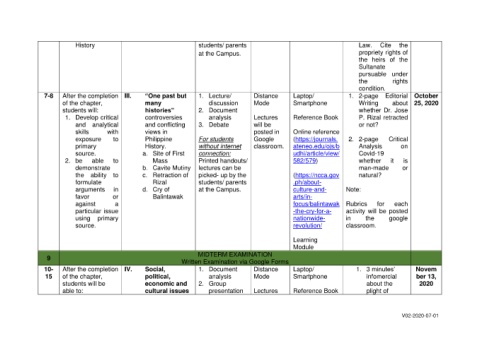 History
students/ parents
at the Campus.
Law. Cite the
propriety rights of
the heirs of the
Sultanate
pursuable under
the rights
condition.
7-8
After the completion
of the chapter,
students will:
1. Develop critical
and analytical
skills with
exposure to
primary
source.
2. be able to
demonstrate
the ability to
formulate
arguments in
favor or
against a
particular issue
using primary
source.
III. "One past but
many
histories"
controversies
and conflicting
views in
Philippine
History.
a. Site of First
Mass
b. Cavite Mutiny
c. Retraction of
Rizal
d. Cry of
Balintawak
1. Lecture/
discussion
2. Document
analysis
3. Debate
For students
without internet
connection:
Printed handouts/
lectures can be
picked- up by the
students/ parents
at the Campus.
Distance
Mode
Lectures
will be
posted in
Google
classroom.
Laptop/
Smartphone
Reference Book
Online reference
(https://journals.
ateneo.edu/ojs/b
udhi/article/view/
582/579)
(https://ncca.gov
.ph/about-
culture-and-
arts/in-
focus/balintawak
-the-cry-for-a-
nationwide-
revolution/
Learning
Module
1. 2-page Editorial
Writing about
whether Dr. Jose
P. Rizal retracted
or not?
2. 2-page Critical
Analysis on
Covid-19
whether it is
man-made or
natural?
Note:
Rubrics for each
activity will be posted
in the google
classroom.
October
25, 2020
9
MIDTERM EXAMINATION
Written Examination via Google Forms
10-
15
After the completion
of the chapter,
students will be
able to:
IV. Social,
political,
economic and
cultural issues
1. Document
analysis
2. Group
presentation
Distance
Mode
Lectures
Laptop/
Smartphone
Reference Book
1. 3 minutes'
infomercial
about the
plight of
Novem
ber 13,
2020
V02-2020-07-01